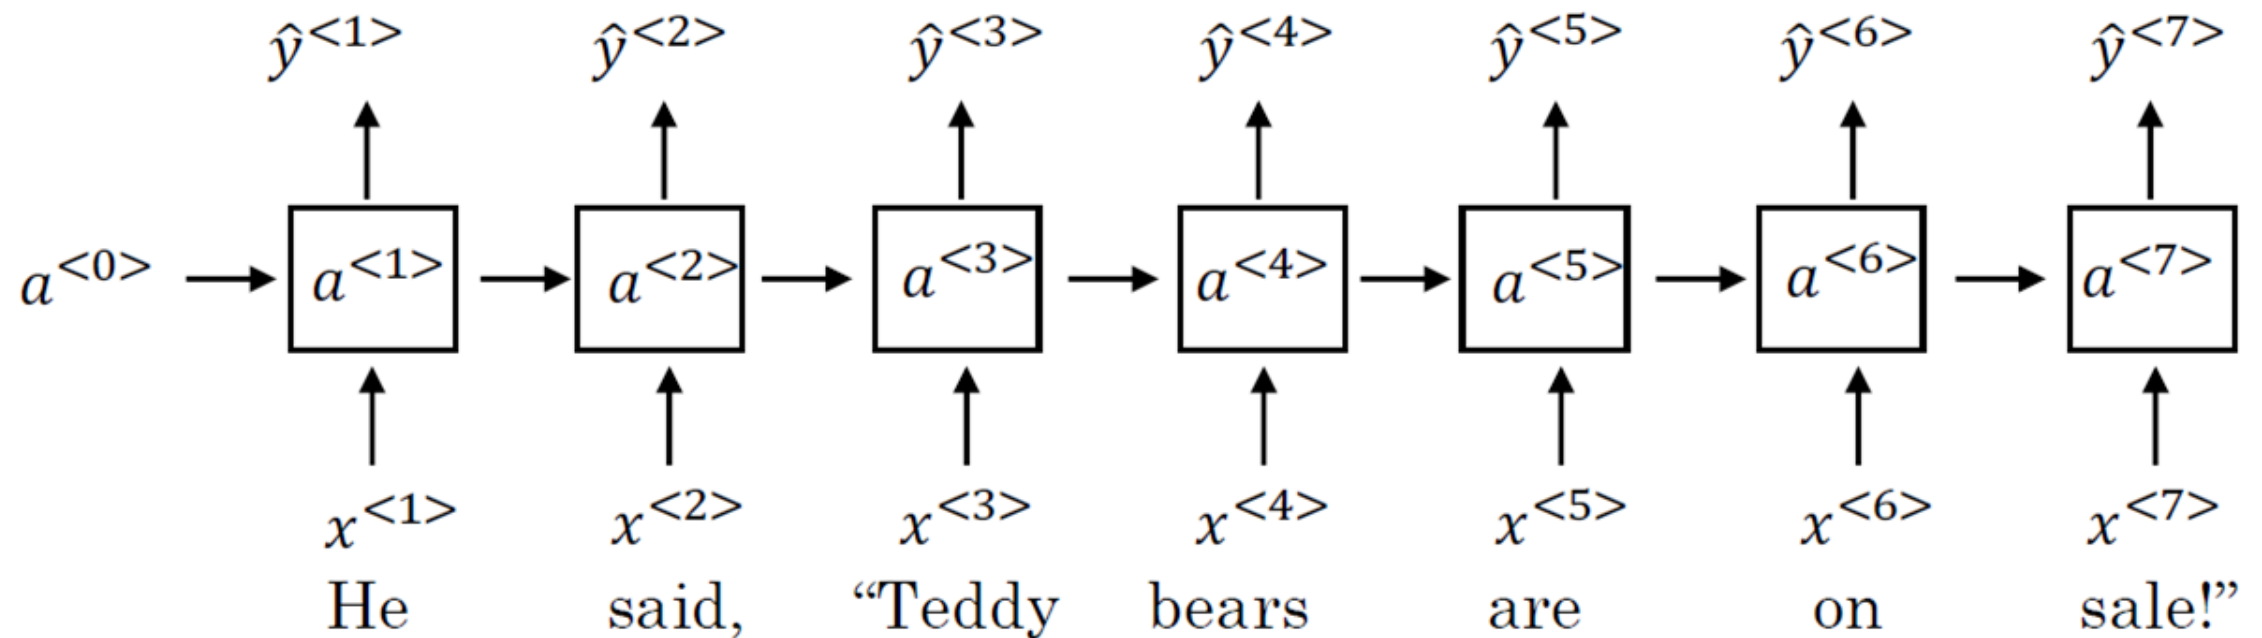 ŷ<1> ŷ<2> ŷ<3> ŷ<4> ŷ<5> ŷ<6> ŷ<7>
a<0> a<1> a<2> a<3> a<4> a<5> a<6> a<7>
x<1> x<2> x<3> x<4> x<5> x<6> x<7>
He said, “Teddy bears are on sale!”